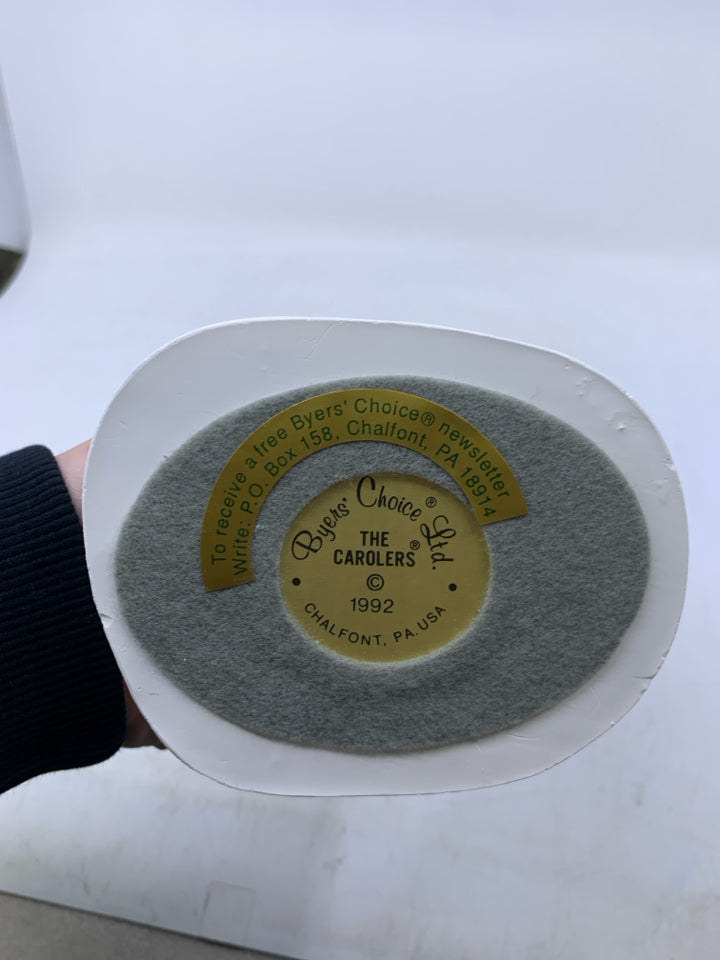 To receive a free Byers' Choice® newsletter
Write: P.O. Box 158, Chalfont, PA 18914
Byers' Choice® Ltd.
THE
CAROLERS®
©
1992
CHALFONT, PA. USA